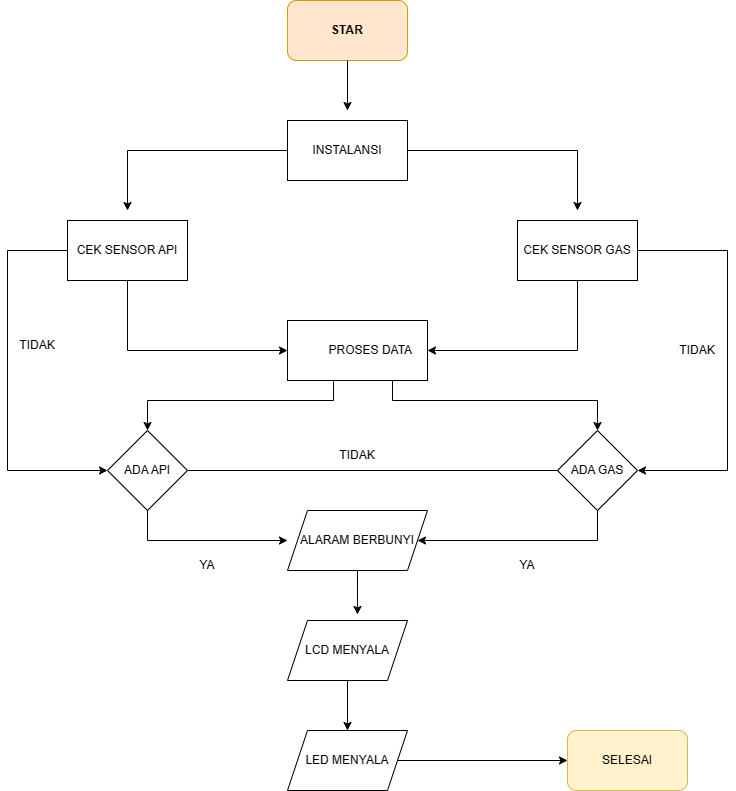 STAR
INSTALANSI
CEK SENSOR API
CEK SENSOR GAS
TIDAK
PROSES DATA
TIDAK
ADA API
TIDAK
ADA GAS
ALARAM BERBUNYI
YA
YA
LCD MENYALA
LED MENYALA
SELESAI